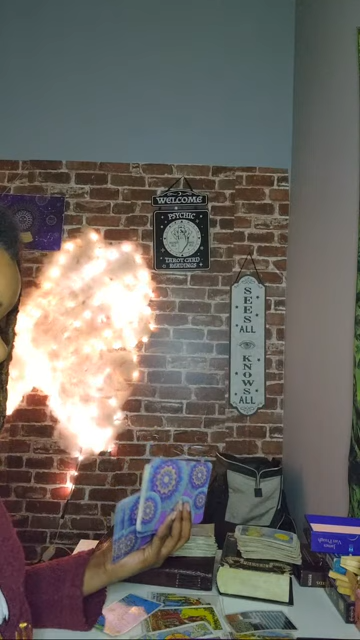 WELCOME
PSYCHIC
TAROT CARD
READINGS
SEES
ALL
KNOWS
ALL